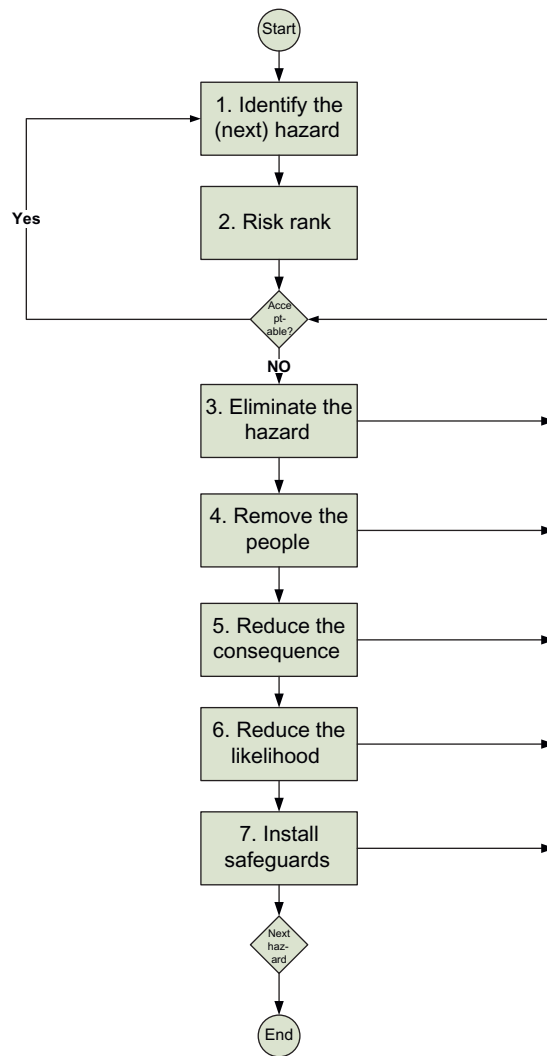 Start
1. Identify the
(next) hazard
Yes
2. Risk rank
Acce
pt-
able?
NO
3. Eliminate the
hazard
4. Remove the
people
5. Reduce the
consequence
6. Reduce the
likelihood
7. Install
safeguards
Next
haz-
ard
End